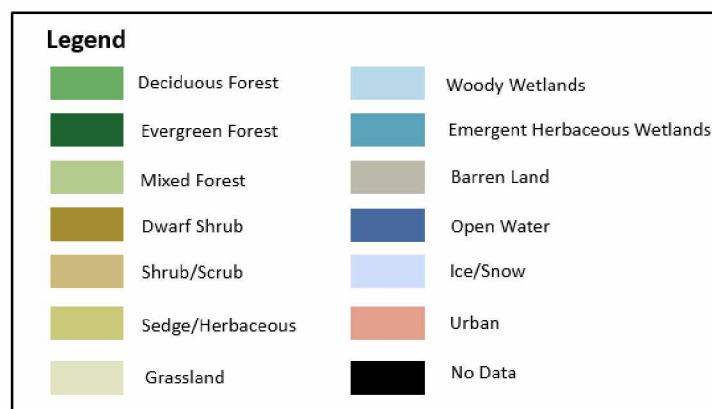 Legend
Deciduous Forest
Evergreen Forest
Mixed Forest
Dwarf Shrub
Shrub/Scrub
Sedge/Herbaceous
Grassland
Woody Wetlands
Emergent Herbaceous Wetlands
Barren Land
Open Water
Ice/Snow
Urban
No Data